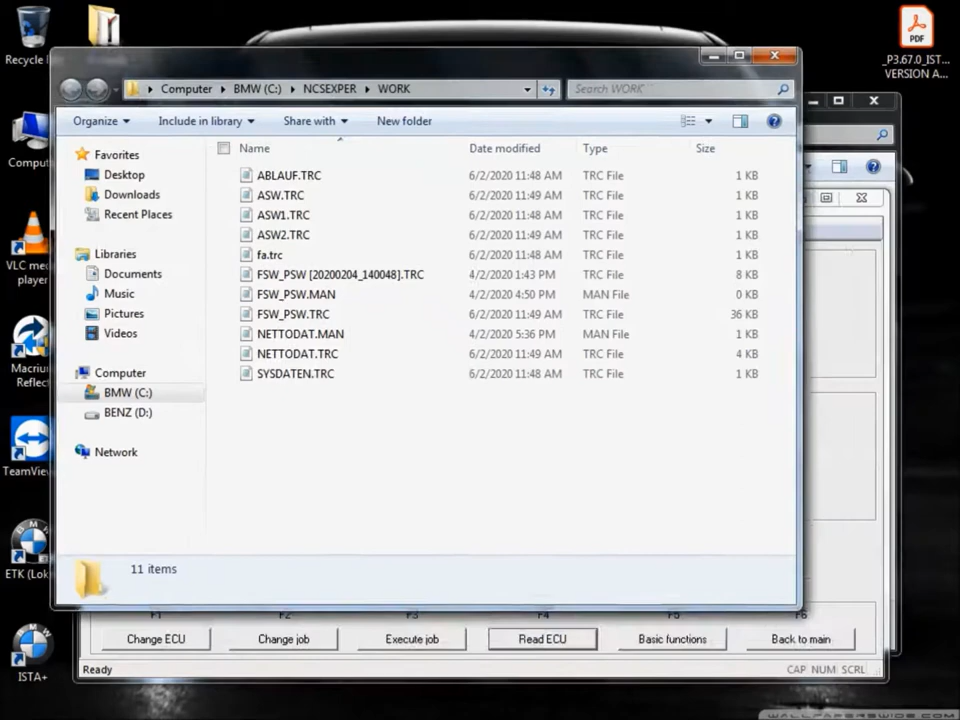 Recycle
Comput
VLC med
player
Macriu
Reflec
TeamView
ETK (Lok
ISTA+
PDF
_P3.67.0_IST...
VERSION A...
Computer
BMW (C:)
NCSEXPER
WORK
Search WORK
Organize
Include in library
Share with
New folder
Favorites
Desktop
Downloads
Recent Places
Libraries
Documents
Music
Pictures
Videos
Computer
BMW (C:)
BENZ (D:)
Network
Name Date modified Type Size
ABLAUF.TRC 6/2/2020 11:48 AM TRC File 1 KB
ASW.TRC 6/2/2020 11:49 AM TRC File 1 KB
ASW1.TRC 6/2/2020 11:48 AM TRC File 1 KB
ASW2.TRC 6/2/2020 11:49 AM TRC File 1 KB
fa.trc 6/2/2020 11:48 AM TRC File 1 KB
FSW_PSW [20200204_140048].TRC 4/2/2020 1:43 PM TRC File 8 KB
FSW_PSW.MAN 4/2/2020 4:50 PM MAN File 0 KB
FSW_PSW.TRC 6/2/2020 11:49 AM TRC File 36 KB
NETTODAT.MAN 4/2/2020 5:36 PM MAN File 1 KB
NETTODAT.TRC 6/2/2020 11:49 AM TRC File 4 KB
SYSDATEN.TRC 6/2/2020 11:48 AM TRC File 1 KB
11 items
F1 F2 F3 F4 F5 F6
Change ECU Change job Execute job Read ECU Basic functions Back to main
Ready CAP NUM SCRL
WALLPAPERSWIDE.COM